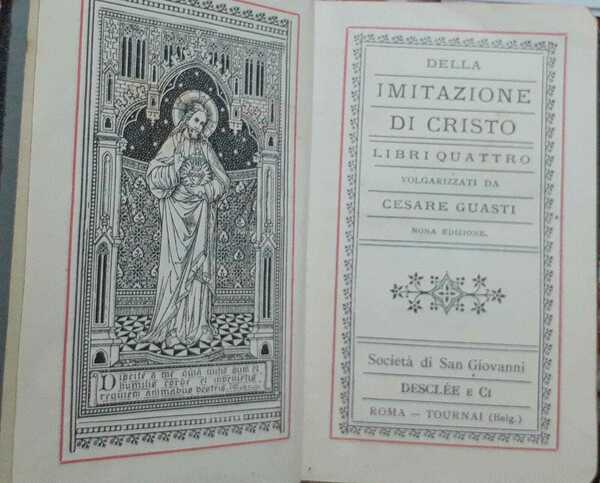 Discite a me quia mitis sum et
humilis corde et invenietis
requiem animabus vestris
DELLA
IMITAZIONE
DI CRISTO
LIBRI QUATTRO
VOLGARIZZATI DA
CESARE GUASTI
NONA EDIZIONE.
Società di San Giovanni
DESCLÉE E Ci
ROMA — TOURNAI (Belg.)